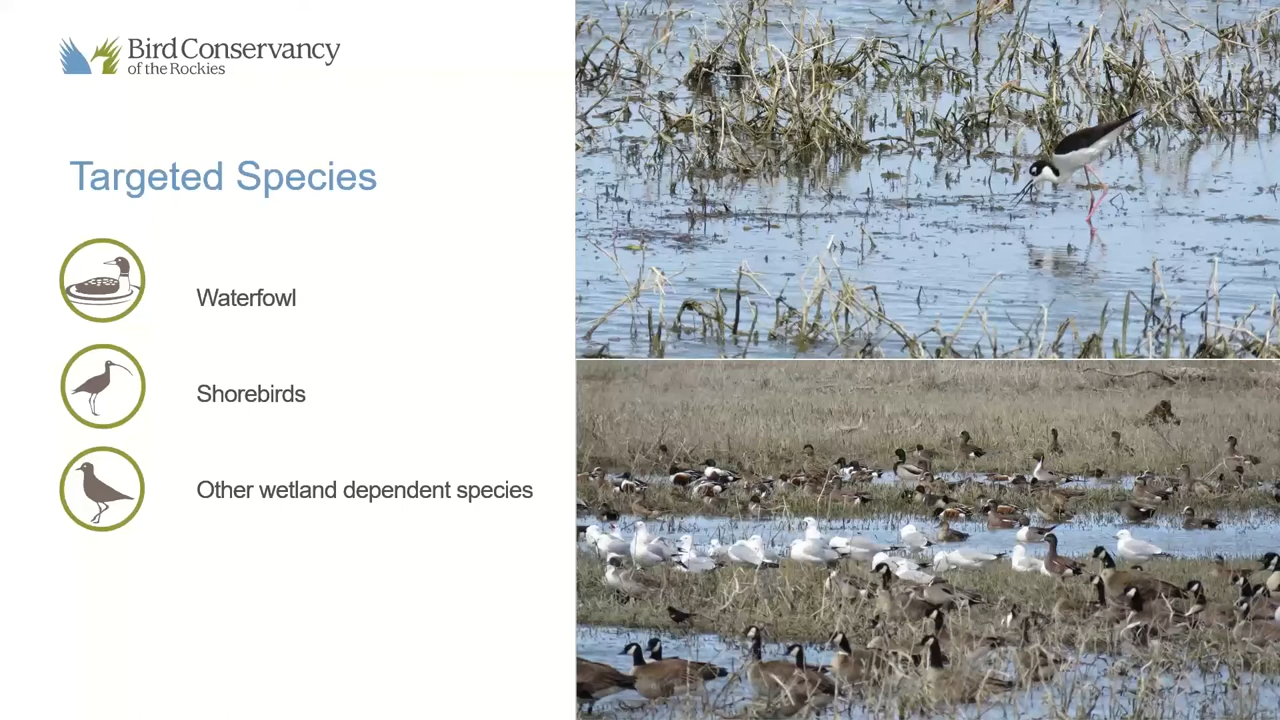 Bird Conservancy
of the Rockies
Targeted Species
Waterfowl
Shorebirds
Other wetland dependent species